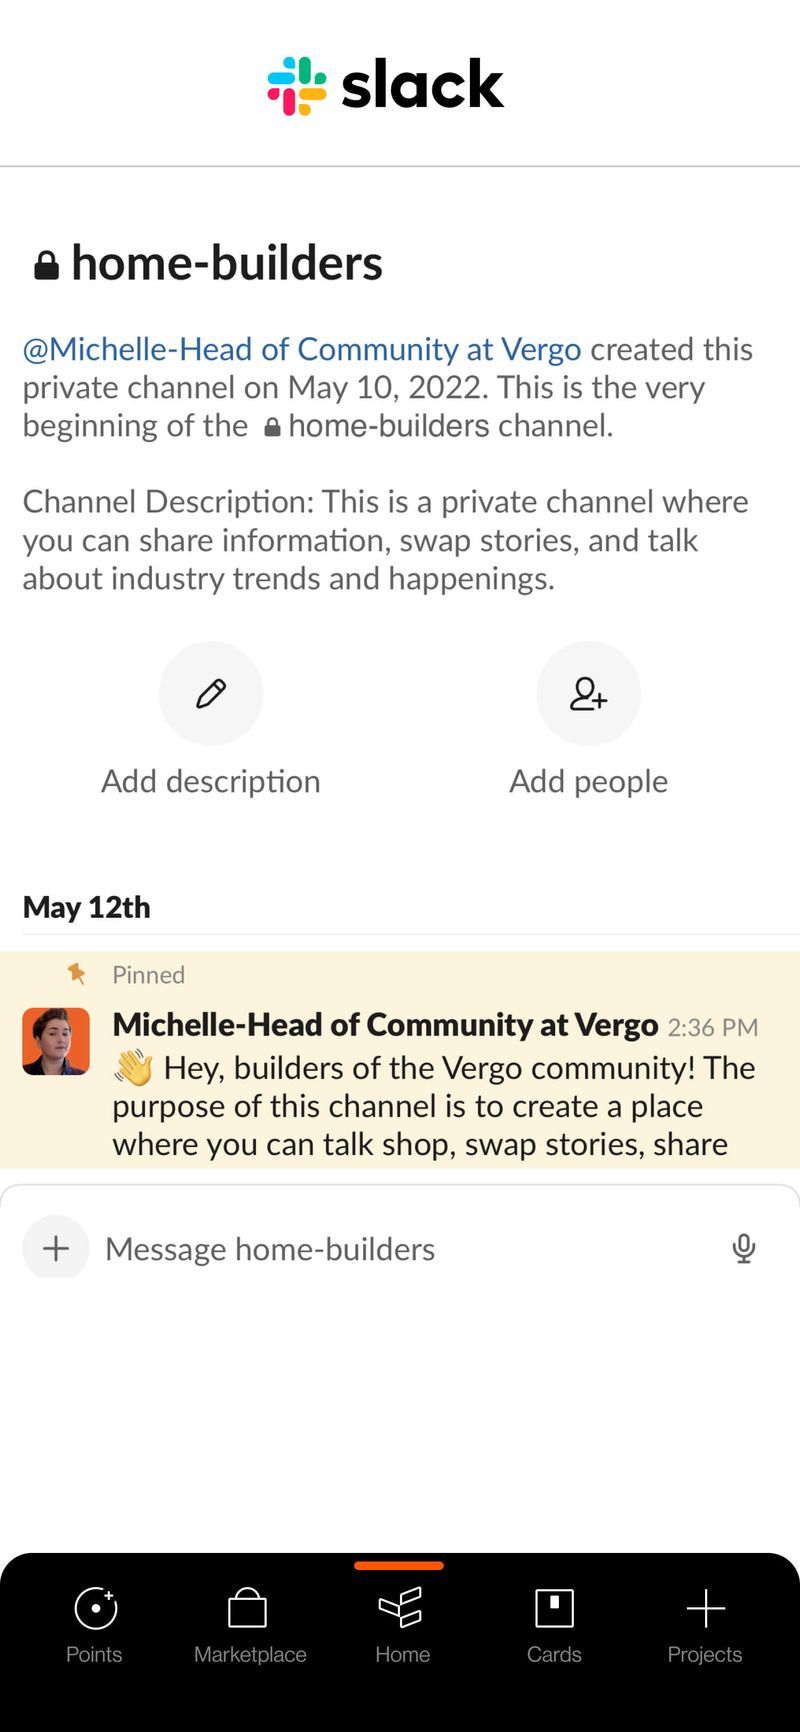 slack
home-builders
@Michelle-Head of Community at Vergo created this
private channel on May 10, 2022. This is the very
beginning of the home-builders channel.
Channel Description: This is a private channel where
you can share information, swap stories, and talk
about industry trends and happenings.
Add description
Add people
May 12th
Pinned
Michelle-Head of Community at Vergo 2:36 PM
👋 Hey, builders of the Vergo community! The
purpose of this channel is to create a place
where you can talk shop, swap stories, share
Message home-builders
Points
Marketplace
Home
Cards
Projects